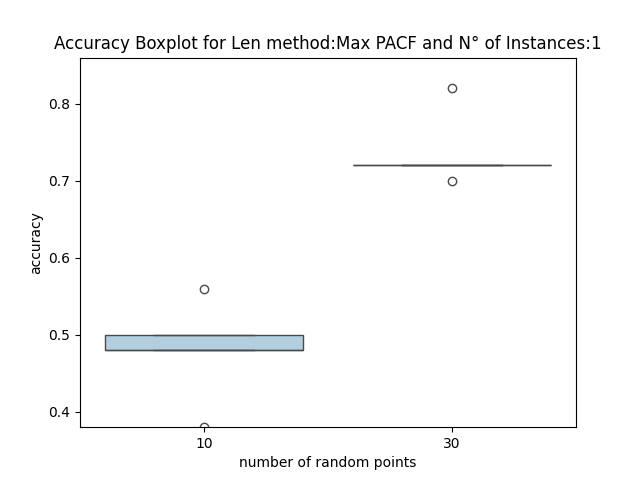 Accuracy Boxplot for Len method:Max PACF and N° of Instances:1
0.8
0.7
0.6
0.5
0.4
accuracy
10
30
number of random points